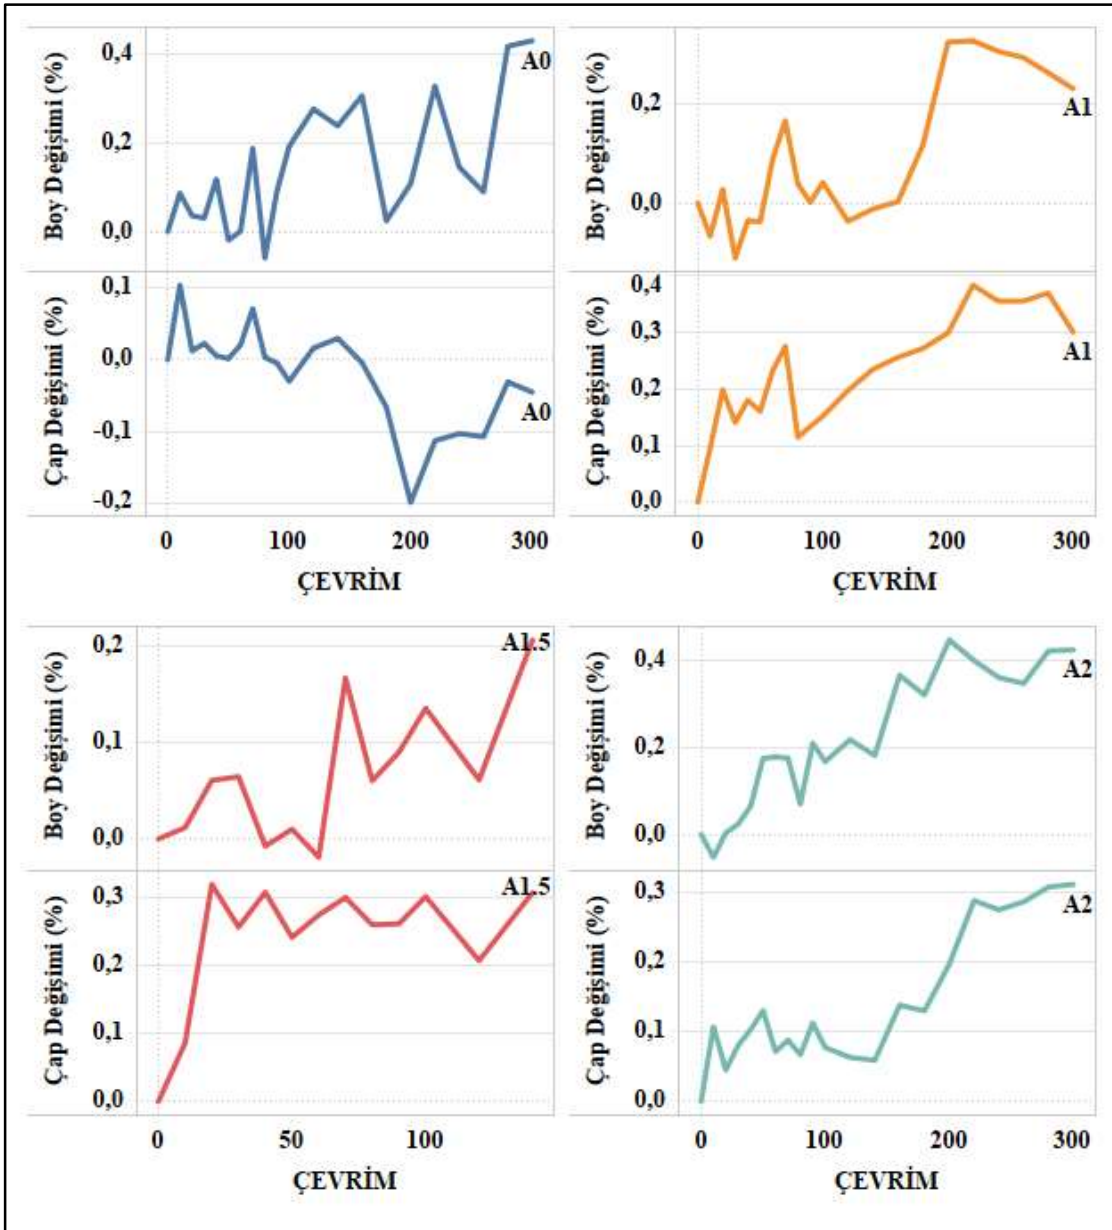 Boy Değişimi (%)
0,4
0,2
0,0
A0
Çap Değişimi (%)
0,1
0,0
-0,1
-0,2
A0
0
100
200
300
ÇEVRİM
Boy Değişimi (%)
0,2
0,0
A1
Çap Değişimi (%)
0,4
0,3
0,2
0,1
0,0
A1
0
100
200
300
ÇEVRİM
Boy Değişimi (%)
0,2
0,1
0,0
A1.5
Çap Değişimi (%)
0,3
0,2
0,1
0,0
A1.5
0
50
100
ÇEVRİM
Boy Değişimi (%)
0,4
0,2
0,0
A2
Çap Değişimi (%)
0,3
0,2
0,1
0,0
A2
0
100
200
300
ÇEVRİM